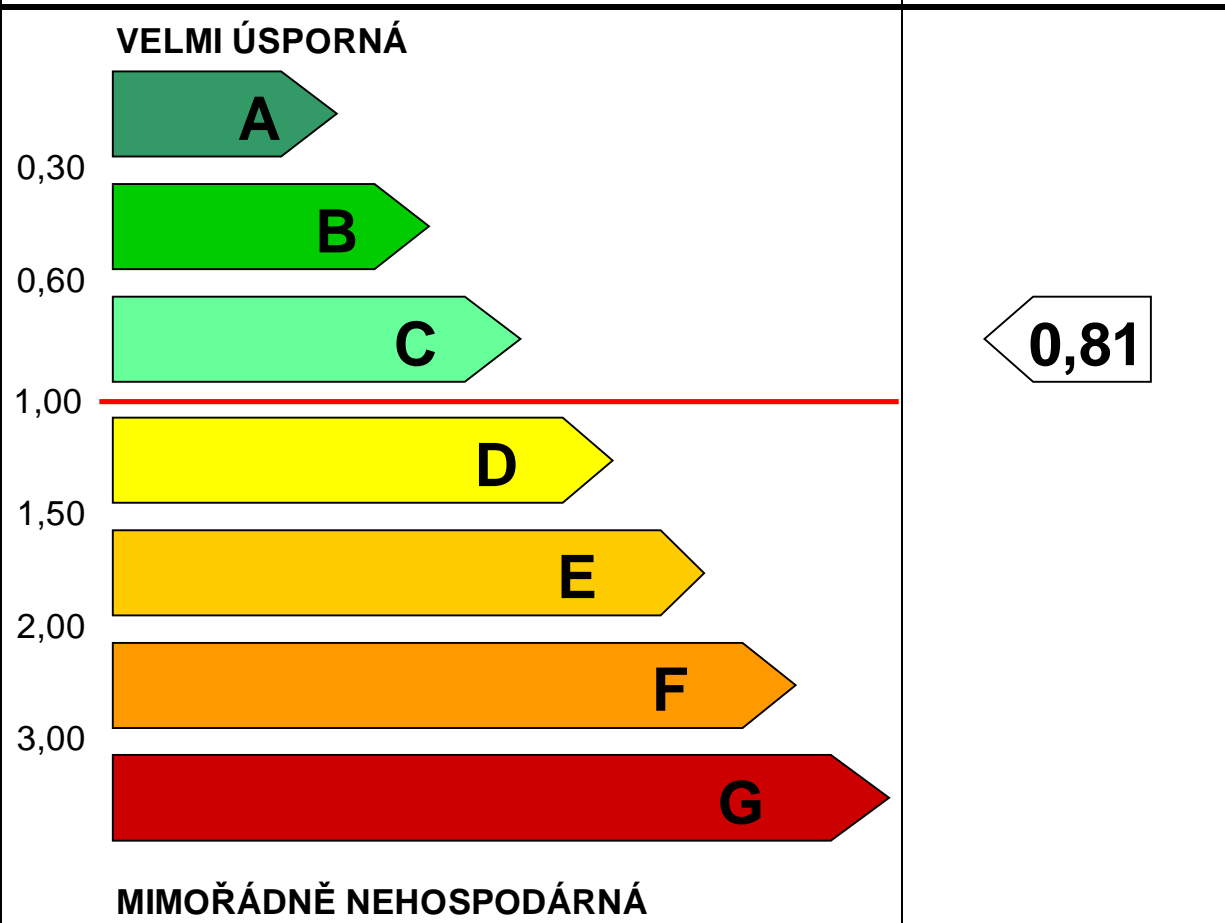 VELMI ÚSPORNÁ
A
0,30
B
0,60
C
0,81
1,00
D
1,50
E
2,00
F
3,00
G
MIMOŘÁDNĚ NEHOSPODÁRNÁ